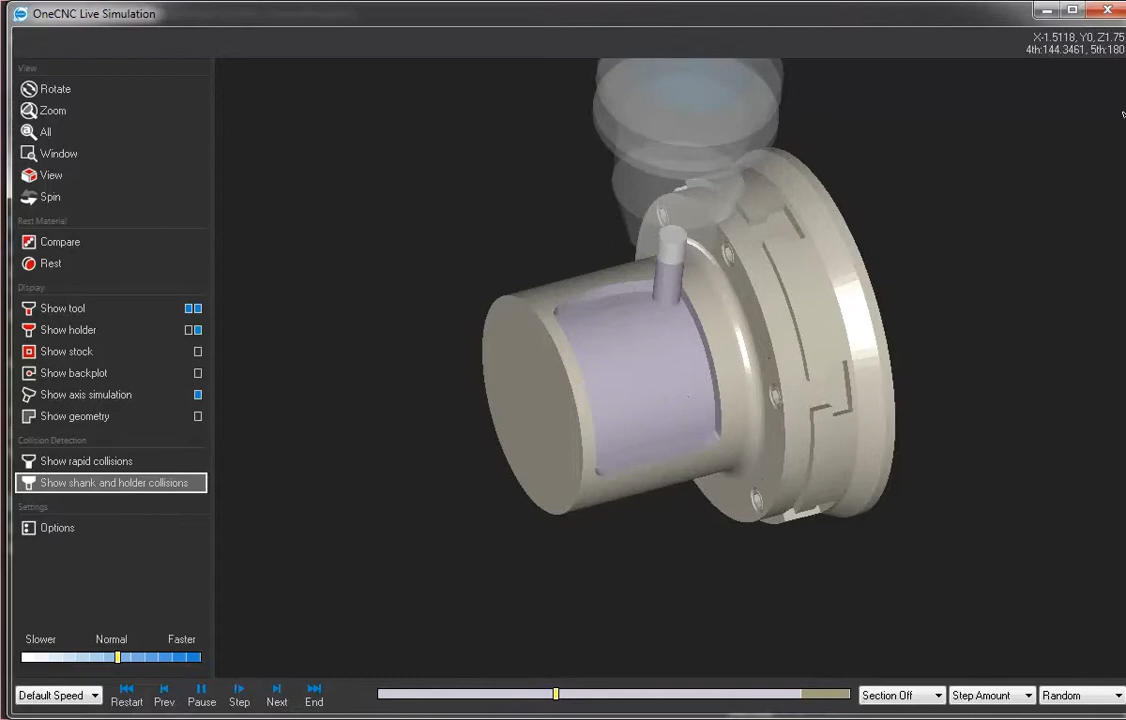 OneCNC Live Simulation
X-1.5118, Y0, Z1.75
4th:144.3461, 5th:180
View
Rotate
Zoom
All
Window
View
Spin
Rest Material
Compare
Rest
Display
Show tool
Show holder
Show stock
Show backplot
Show axis simulation
Show geometry
Collision Detection
Show rapid collisions
Show shank and holder collisions
Settings
Options
Slower Normal Faster
Default Speed Restart Prev Pause Step Next End Section Off Step Amount Random